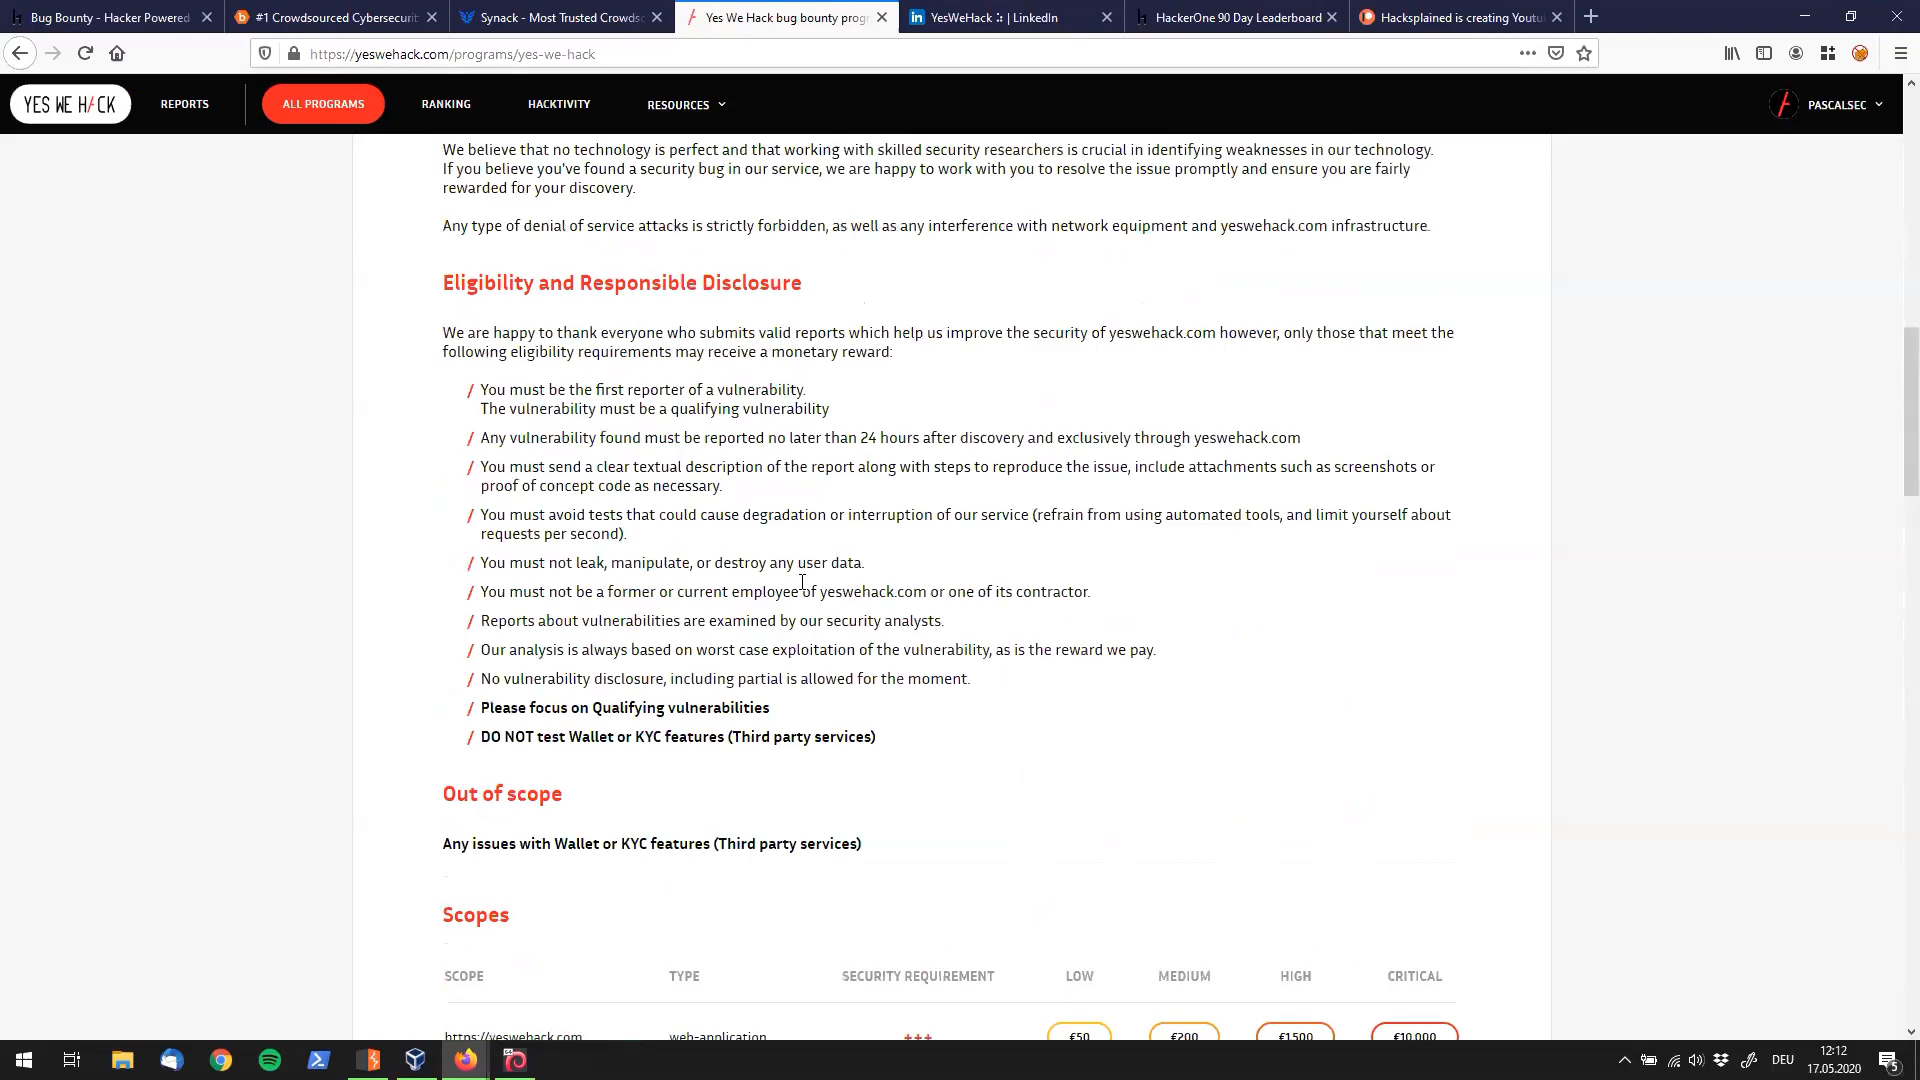 Bug Bounty - Hacker Powered
#1 Crowdsourced Cybersecurit
Synack - Most Trusted Crowds
Yes We Hack bug bounty prog
YesWeHack :: | LinkedIn
HackerOne 90 Day Leaderboard
Hacksplained is creating Youtu
https://yeswehack.com/programs/yes-we-hack
YES WE H/CK
REPORTS
ALL PROGRAMS
RANKING
HACKTIVITY
RESOURCES
PASCALSEC
We believe that no technology is perfect and that working with skilled security researchers is crucial in identifying weaknesses in our technology.
If you believe you've found a security bug in our service, we are happy to work with you to resolve the issue promptly and ensure you are fairly
rewarded for your discovery.
Any type of denial of service attacks is strictly forbidden, as well as any interference with network equipment and yeswehack.com infrastructure.
Eligibility and Responsible Disclosure
We are happy to thank everyone who submits valid reports which help us improve the security of yeswehack.com however, only those that meet the
following eligibility requirements may receive a monetary reward:
/ You must be the first reporter of a vulnerability.
The vulnerability must be a qualifying vulnerability
/ Any vulnerability found must be reported no later than 24 hours after discovery and exclusively through yeswehack.com
/ You must send a clear textual description of the report along with steps to reproduce the issue, include attachments such as screenshots or
proof of concept code as necessary.
/ You must avoid tests that could cause degradation or interruption of our service (refrain from using automated tools, and limit yourself about
requests per second).
/ You must not leak, manipulate, or destroy any user data.
/ You must not be a former or current employee of yeswehack.com or one of its contractor.
/ Reports about vulnerabilities are examined by our security analysts.
/ Our analysis is always based on worst case exploitation of the vulnerability, as is the reward we pay.
/ No vulnerability disclosure, including partial is allowed for the moment.
/ Please focus on Qualifying vulnerabilities
/ DO NOT test Wallet or KYC features (Third party services)
Out of scope
Any issues with Wallet or KYC features (Third party services)
Scopes
SCOPE TYPE SECURITY REQUIREMENT LOW MEDIUM HIGH CRITICAL
https://yeswehack.com web-application +++ €50 €200 €1,500 €10,000
DEU
12:12
17.05.2020
5